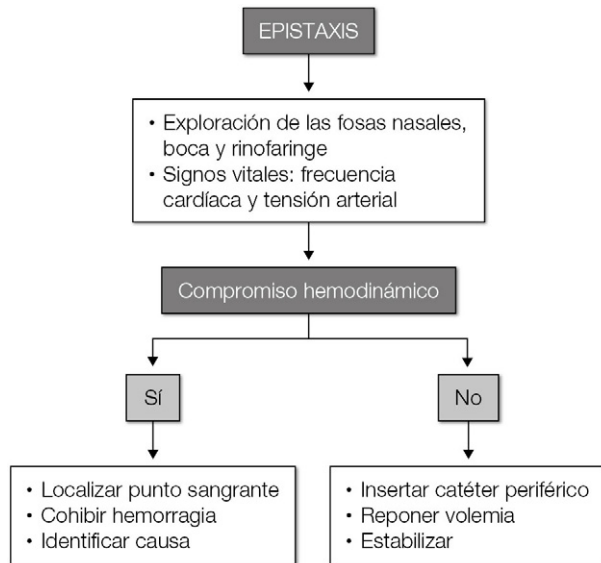 EPISTAXIS
• Exploración de las fosas nasales,
boca y rinofaringe
• Signos vitales: frecuencia
cardíaca y tensión arterial
Compromiso hemodinámico
Sí
No
• Localizar punto sangrante
• Cohibir hemorragia
• Identificar causa
• Insertar catéter periférico
• Reponer volemia
• Estabilizar